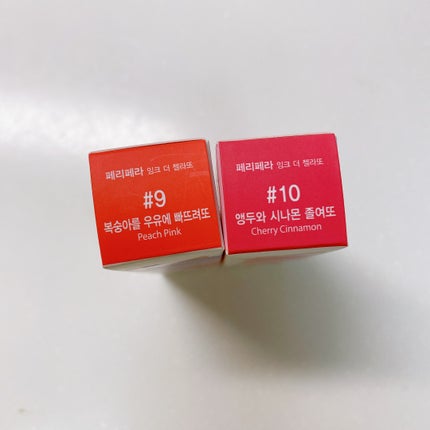 페리페라 잉크 더 젤라또
#9
복숭아를 우유에 빠뜨려또
Peach Pink
페리페라 잉크 더 젤라또
#10
앵두와 시나몬 졸여또
Cherry Cinnamon